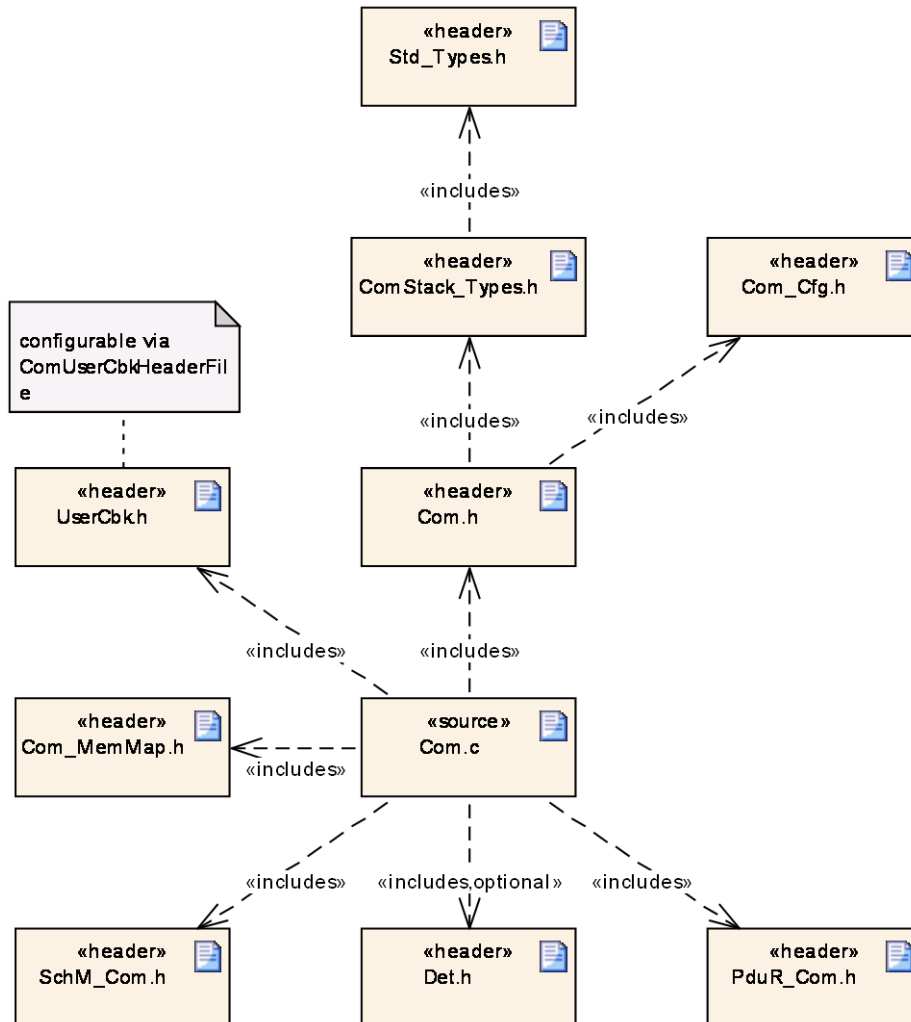 «header»
Std_Types.h
«includes»
«header»
ComStack_Types.h
«header»
Com_Cfg.h
configurable via
ComUserCbkHeaderFil
e
«includes»
«includes»
«header»
UserCbk.h
«header»
Com.h
«includes»
«includes»
«header»
Com_MemMap.h
«source»
Com.c
«includes»
«includes»
«includes,optional»
«includes»
«header»
SchM_Com.h
«header»
Det.h
«header»
PduR_Com.h